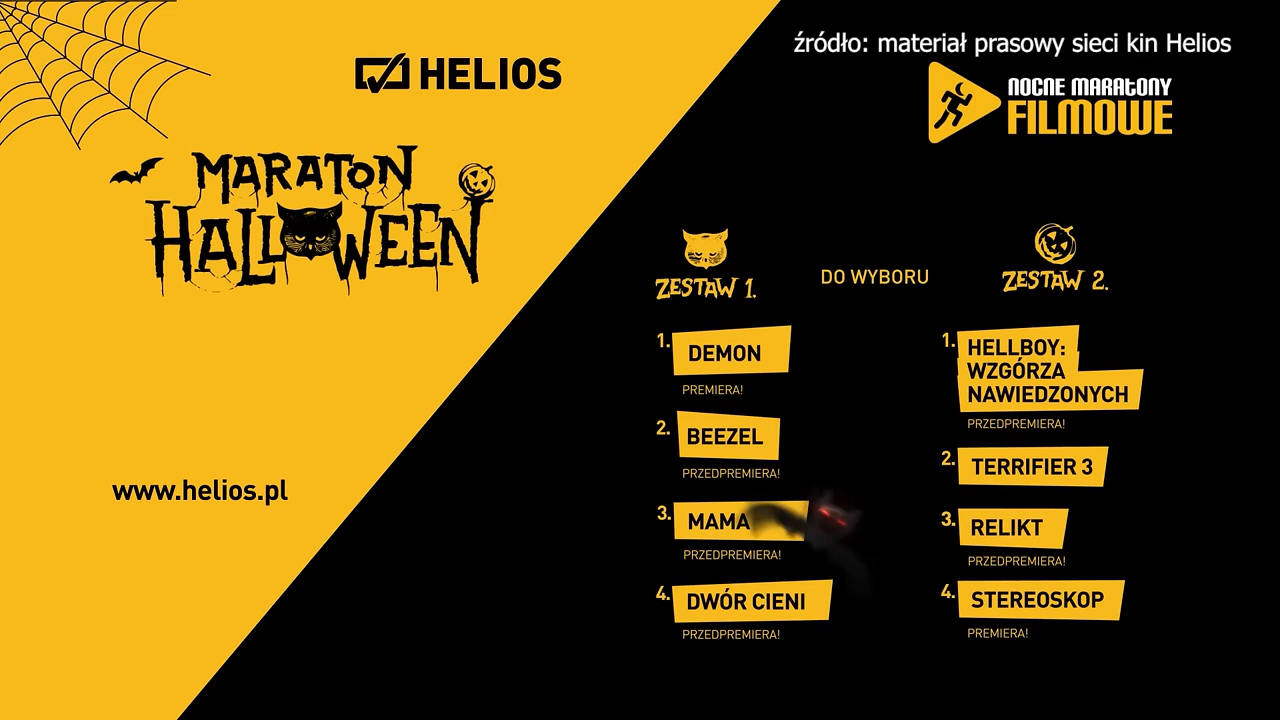 źródło: materiał prasowy sieci kin Helios
HELIOS
NOCNE MARATONY
FILMOWE
MARATON
HALLOWEEN
www.helios.pl
DO WYBORU
ZESTAW 1.
1. DEMON
PREMIERA!
2. BEEZEL
PRZEDPREMIERA!
3. MAMA
PRZEDPREMIERA!
4. DWÓR CIENI
PRZEDPREMIERA!
ZESTAW 2.
1. HELLBOY:
WZGÓRZA
NAWIEDZONYCH
PRZEDPREMIERA!
2. TERRIFIER 3
3. RELIKT
PRZEDPREMIERA!
4. STEREOSKOP
PREMIERA!